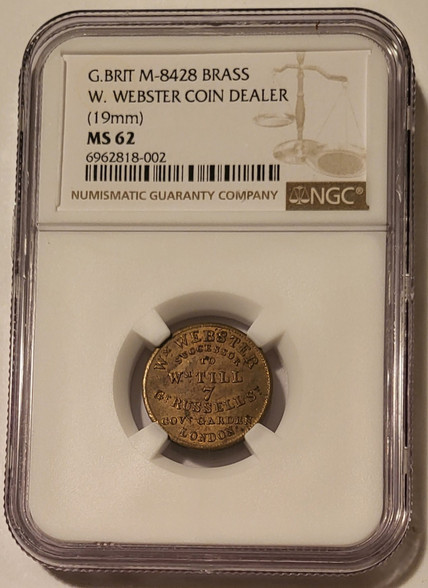 G.BRIT M-8428 BRASS
W. WEBSTER COIN DEALER
(19mm)
MS 62
6962818-002
NUMISMATIC GUARANTY COMPANY
NGC®
Wᴹ WEBSTER
SUCCESSOR
TO
Wᴹ TILL
7
Gᵀ RUSSELL Sᵀ
COVᵀ GARDEN
LONDON.